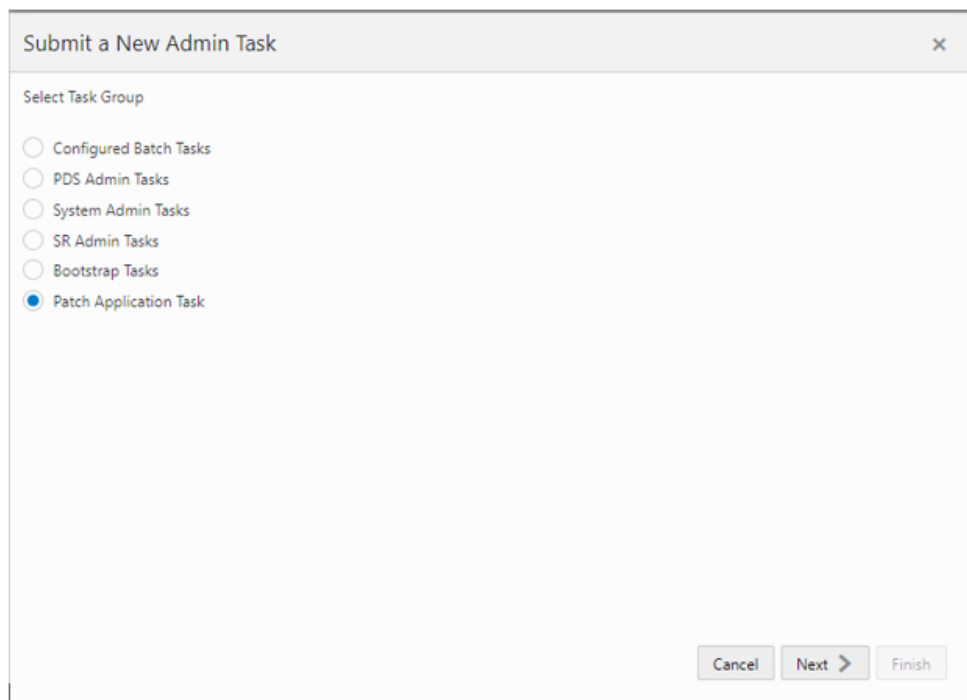 Submit a New Admin Task
Select Task Group
Configured Batch Tasks
PDS Admin Tasks
System Admin Tasks
SR Admin Tasks
Bootstrap Tasks
Patch Application Task
Cancel Next Finish